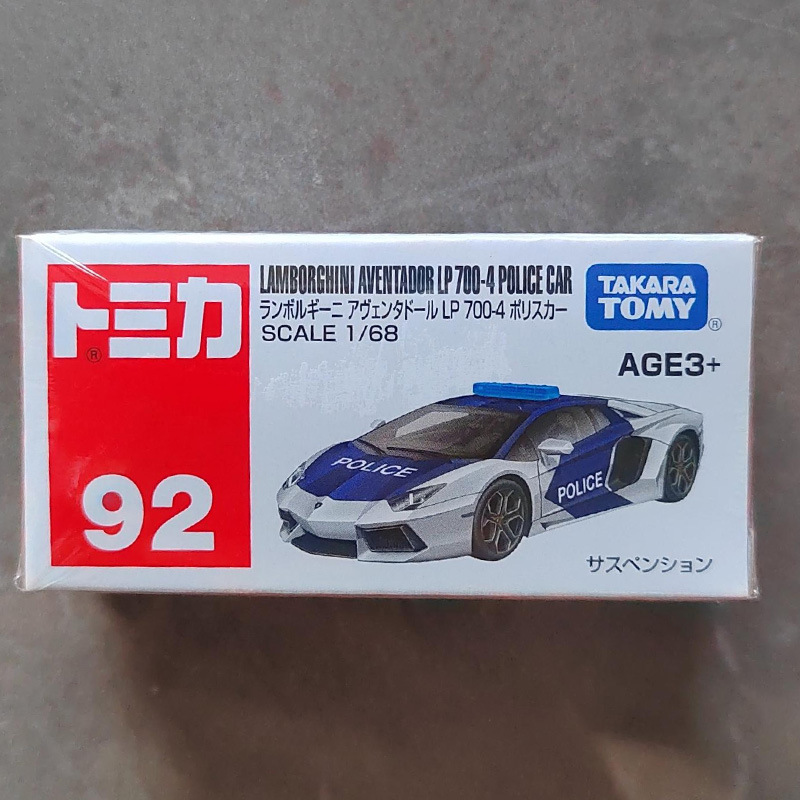 トミカ®
92
LAMBORGHINI AVENTADOR LP 700-4 POLICE CAR
ランボルギーニ アヴェンタドール LP 700-4 ポリスカー
SCALE 1/68
TAKARA
TOMY®
AGE3+
POLICE
POLICE
サスペンション